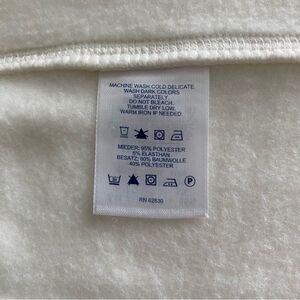 MACHINE WASH COLD DELICATE.
WASH DARK COLORS
SEPARATELY.
DO NOT BLEACH.
TUMBLE DRY LOW.
WARM IRON IF NEEDED.
MIEDER: 95% POLYESTER
5% ELASTHAN
BESATZ: 60% BAUMWOLLE
40% POLYESTER
P
RN 62830